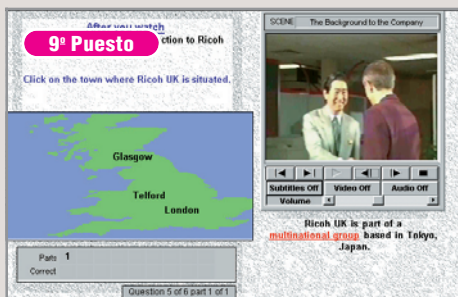 After you watch
9º Puesto
ction to Ricoh
Click on the town where Ricoh UK is situated.
Glasgow
Telford
London
Parts 1
Correct
Question 5 of 6 part 1 of 1
SCENE The Background to the Company
Subtitles Off Video Off Audio Off
Volume
Ricoh UK is part of a
multinational group based in Tokyo,
Japan.